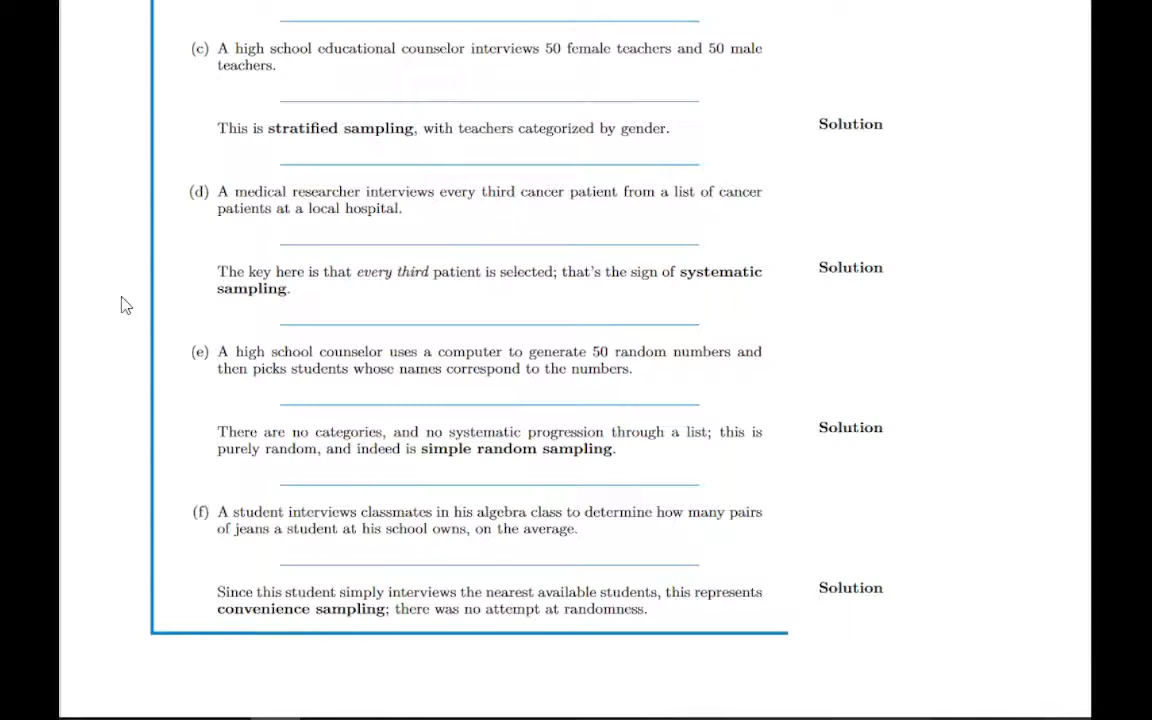 (c) A high school educational counselor interviews 50 female teachers and 50 male
teachers.
This is stratified sampling, with teachers categorized by gender.
Solution
(d) A medical researcher interviews every third cancer patient from a list of cancer
patients at a local hospital.
The key here is that every third patient is selected; that's the sign of systematic
sampling.
Solution
(e) A high school counselor uses a computer to generate 50 random numbers and
then picks students whose names correspond to the numbers.
There are no categories, and no systematic progression through a list; this is
purely random, and indeed is simple random sampling.
Solution
(f) A student interviews classmates in his algebra class to determine how many pairs
of jeans a student at his school owns, on the average.
Since this student simply interviews the nearest available students, this represents
convenience sampling; there was no attempt at randomness.
Solution